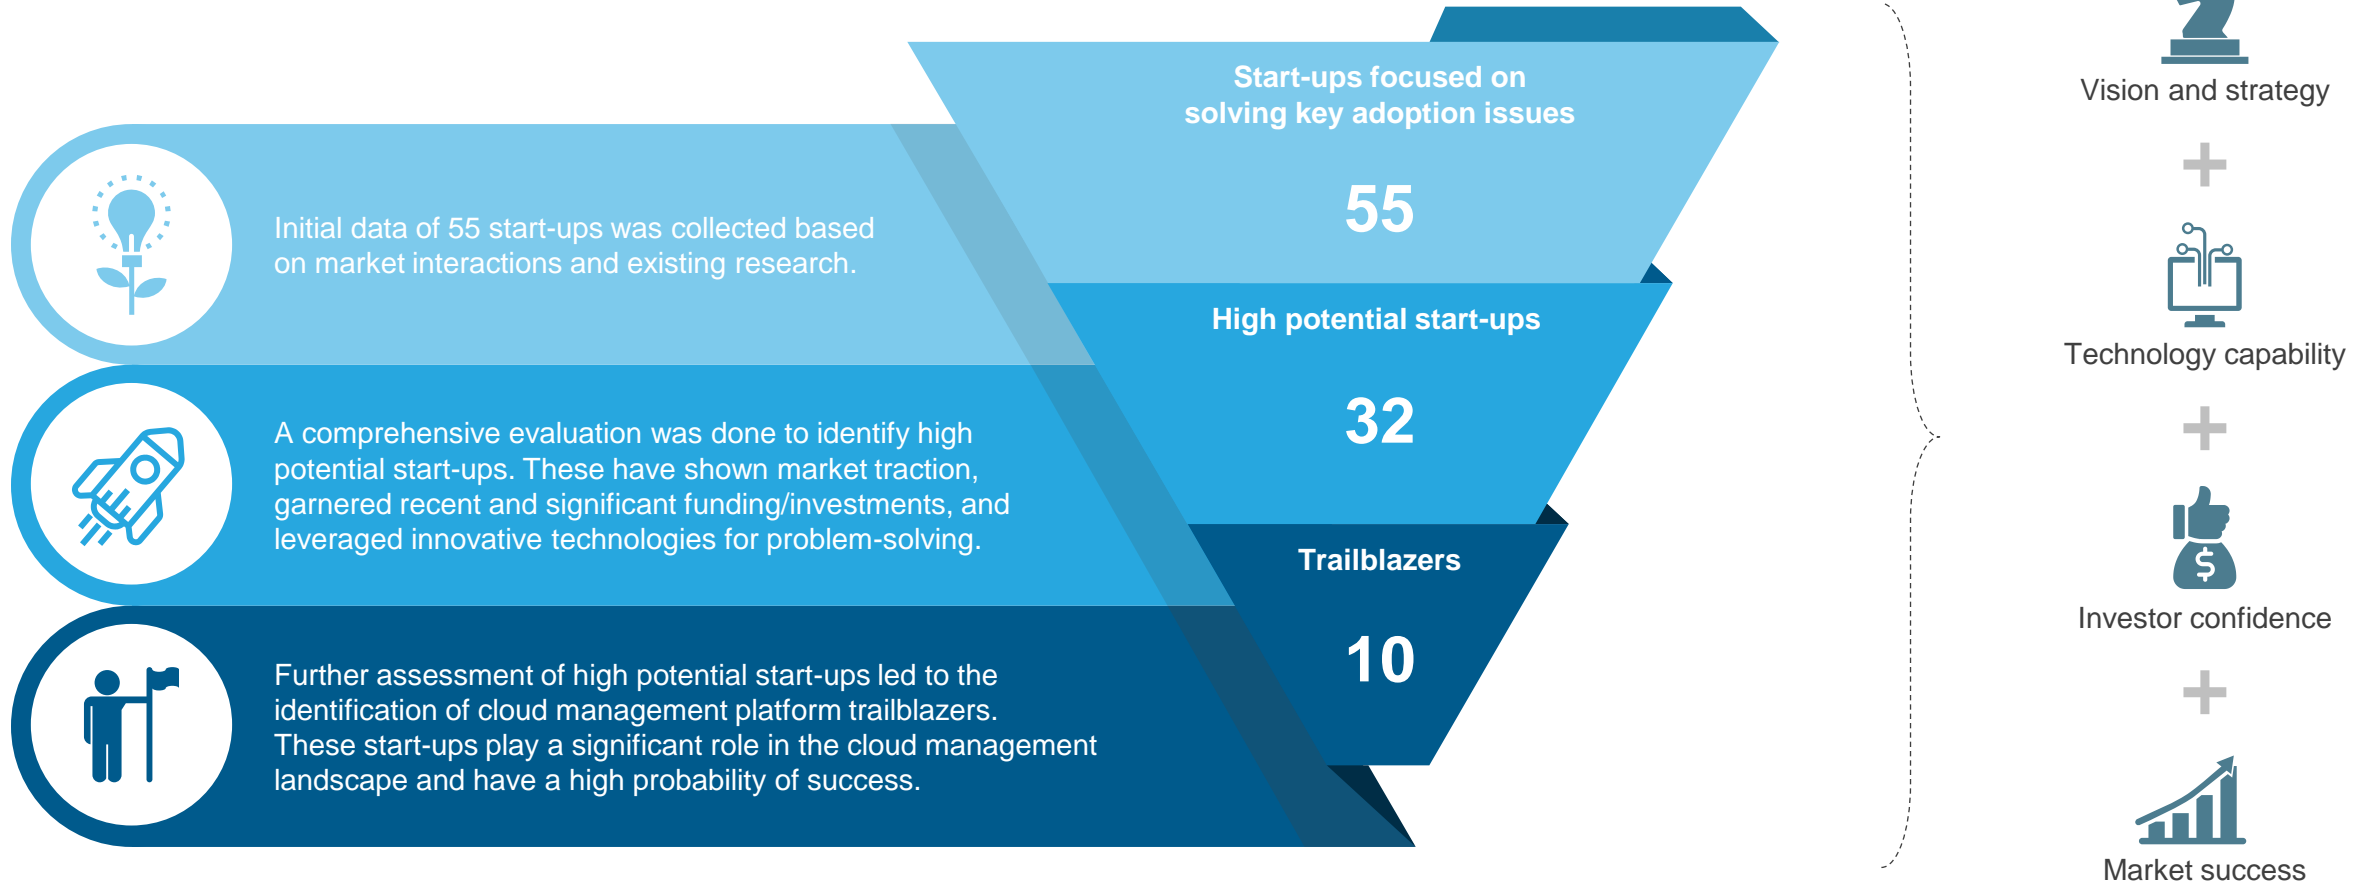 Start-ups focused on
solving key adoption issues
55
Initial data of 55 start-ups was collected based
on market interactions and existing research.
High potential start-ups
32
A comprehensive evaluation was done to identify high
potential start-ups. These have shown market traction,
garnered recent and significant funding/investments, and
leveraged innovative technologies for problem-solving.
Trailblazers
10
Further assessment of high potential start-ups led to the
identification of cloud management platform trailblazers.
These start-ups play a significant role in the cloud management
landscape and have a high probability of success.
Vision and strategy
+
Technology capability
+
$
Investor confidence
+
Market success